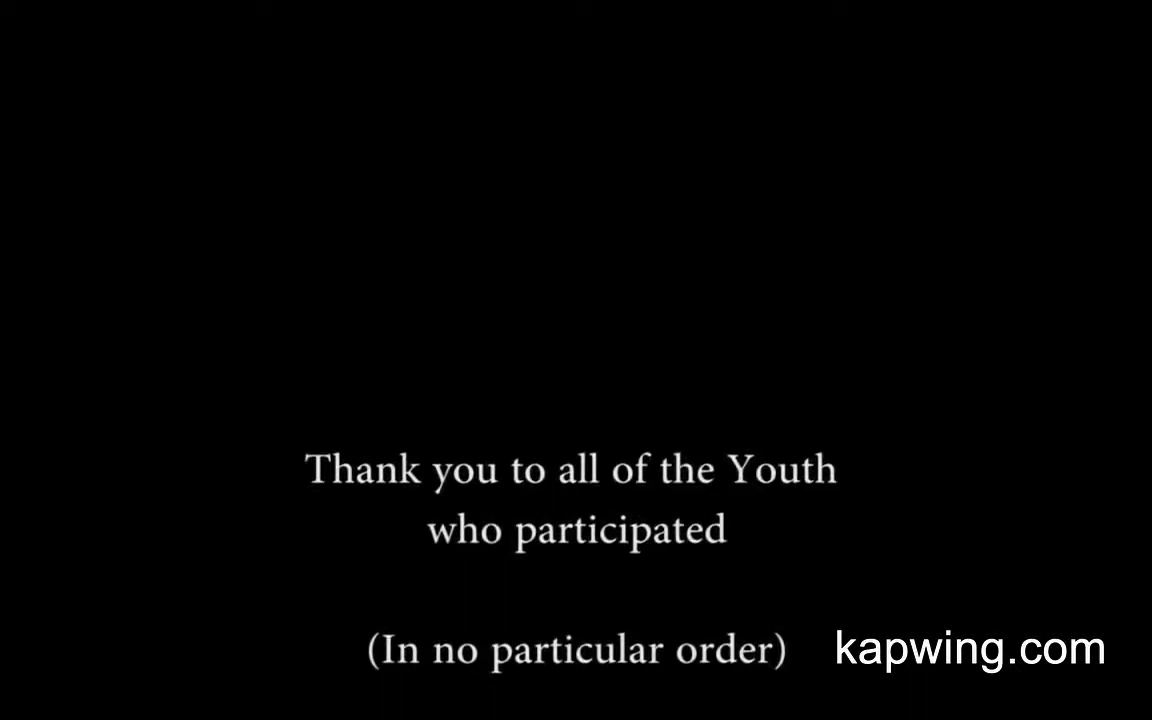 Thank you to all of the Youth
who participated
(In no particular order)
kapwing.com